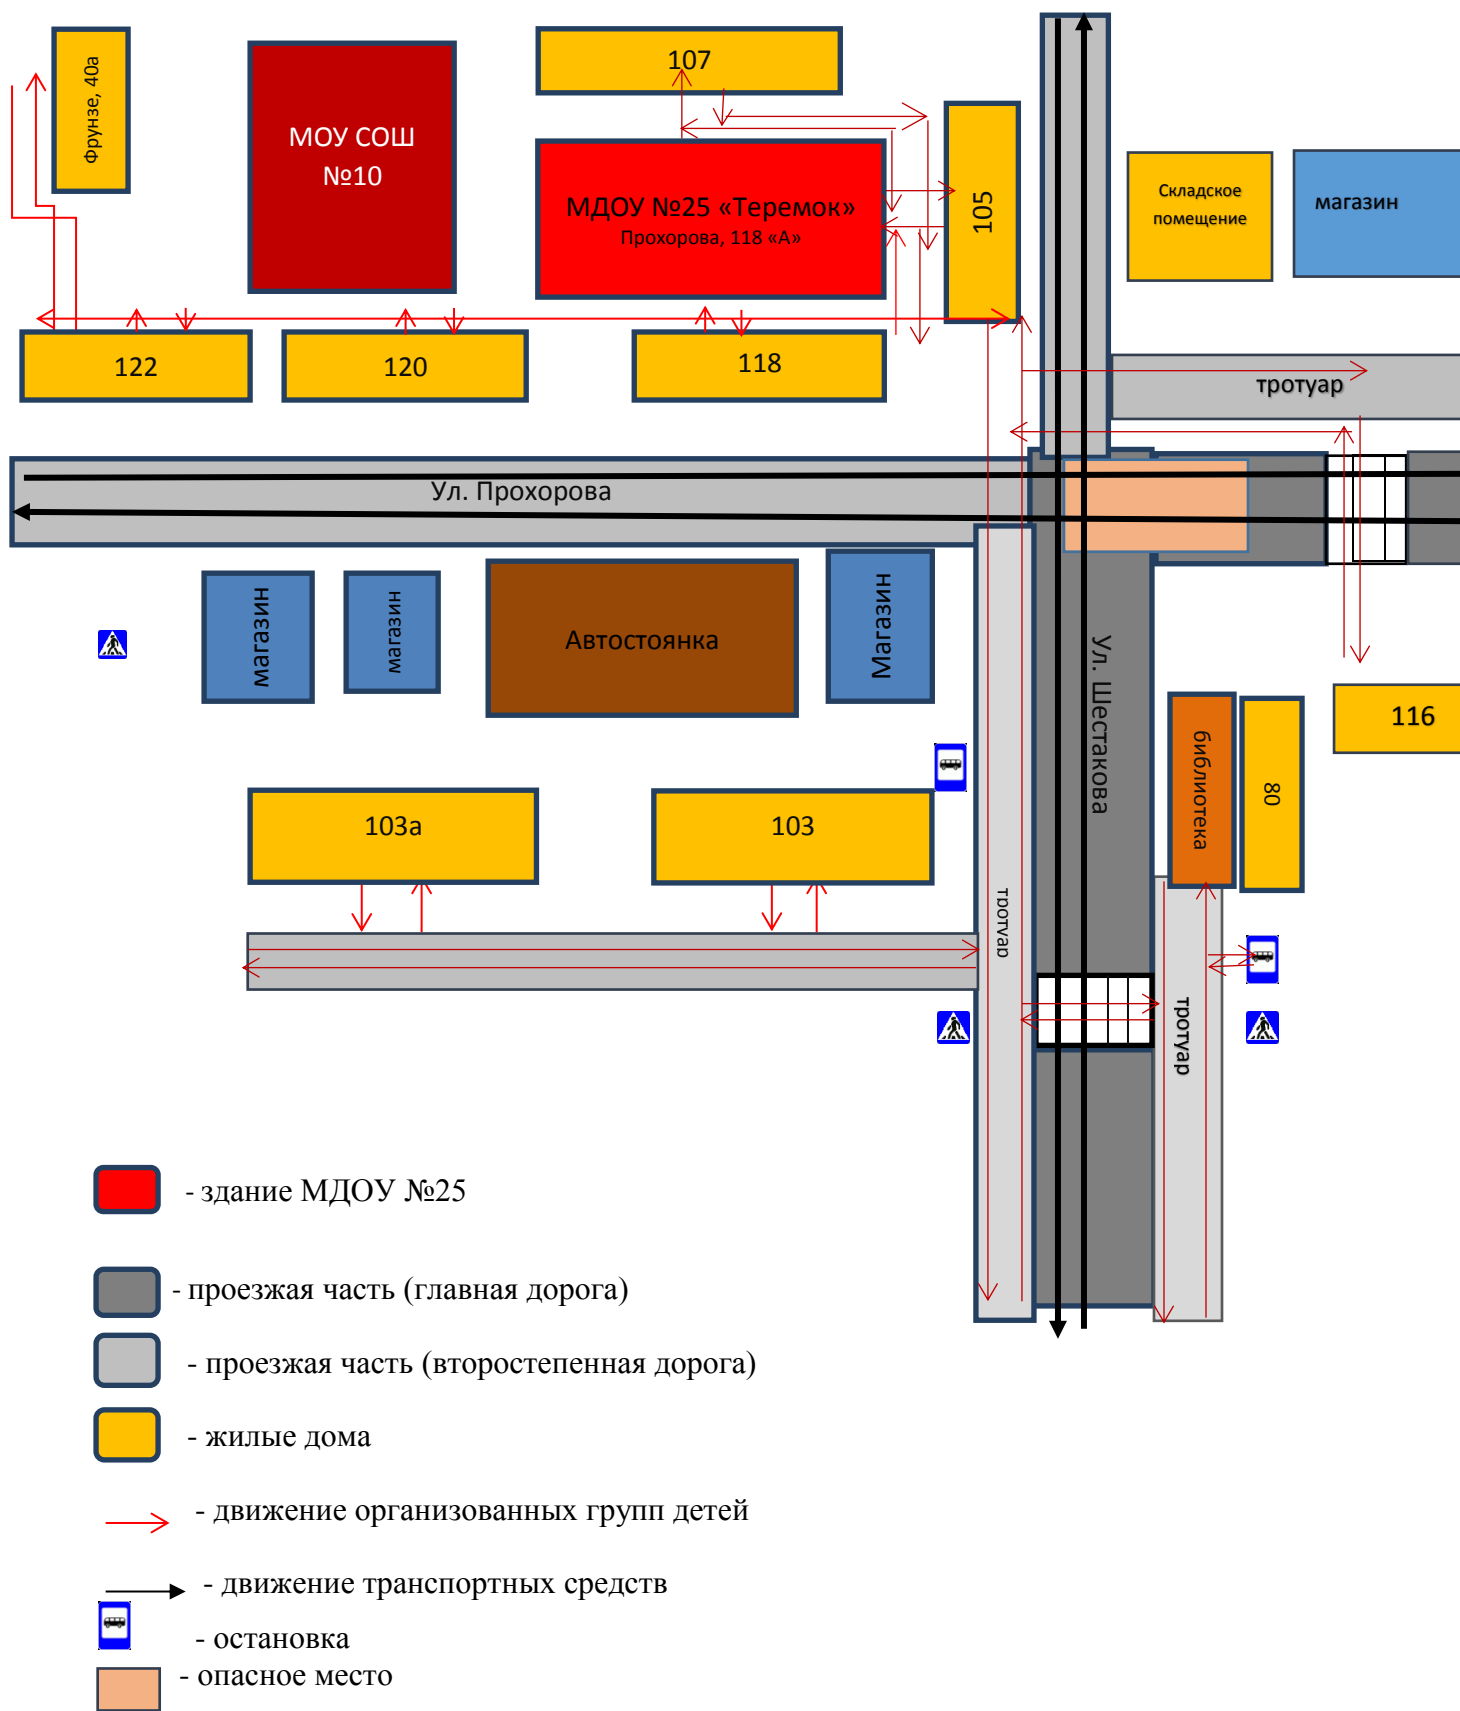 Фрунзе, 40а
МОУ СОШ
№10
107
МДОУ №25 «Теремок»
Прохорова, 118 «А»
105
Складское
помещение
магазин
122
120
118
тротуар
Ул. Прохорова
магазин
магазин
Автостоянка
Магазин
Ул. Шестакова
библиотека
80
116
103а
103
тротуар
тротуар
- здание МДОУ №25
- проезжая часть (главная дорога)
- проезжая часть (второстепенная дорога)
- жилые дома
- движение организованных групп детей
- движение транспортных средств
- остановка
- опасное место